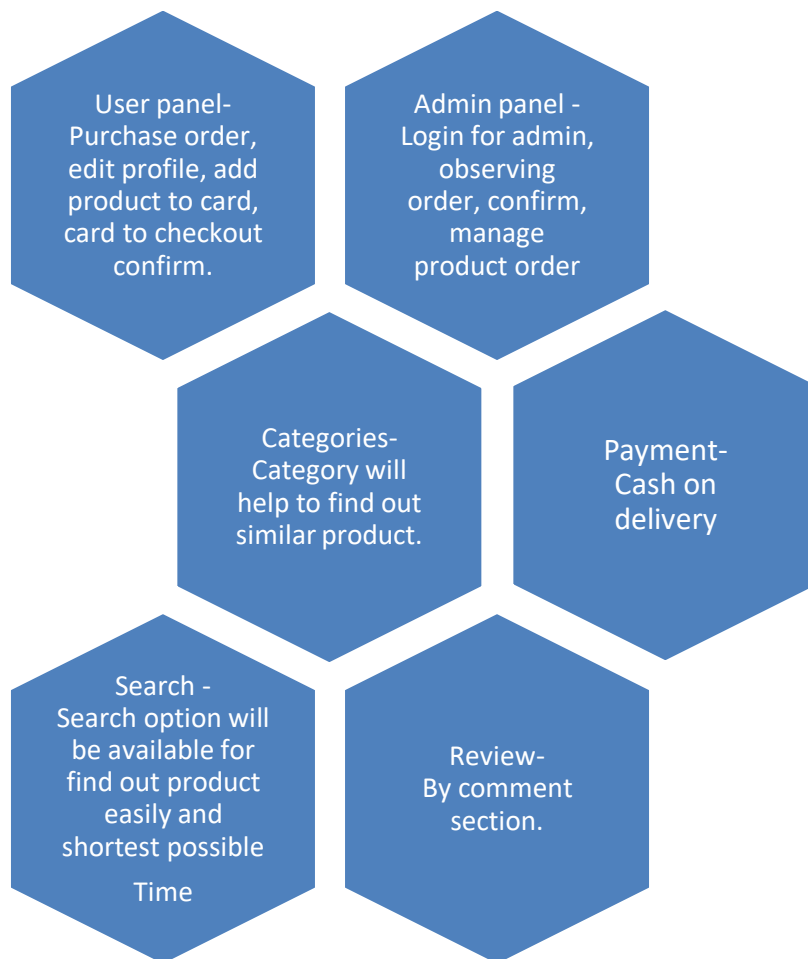 User panel-
Purchase order,
edit profile, add
product to card,
card to checkout
confirm.
Admin panel -
Login for admin,
observing
order, confirm,
manage
product order
Categories-
Category will
help to find out
similar product.
Payment-
Cash on
delivery
Search -
Search option will
be available for
find out product
easily and
shortest possible
Time
Review-
By comment
section.